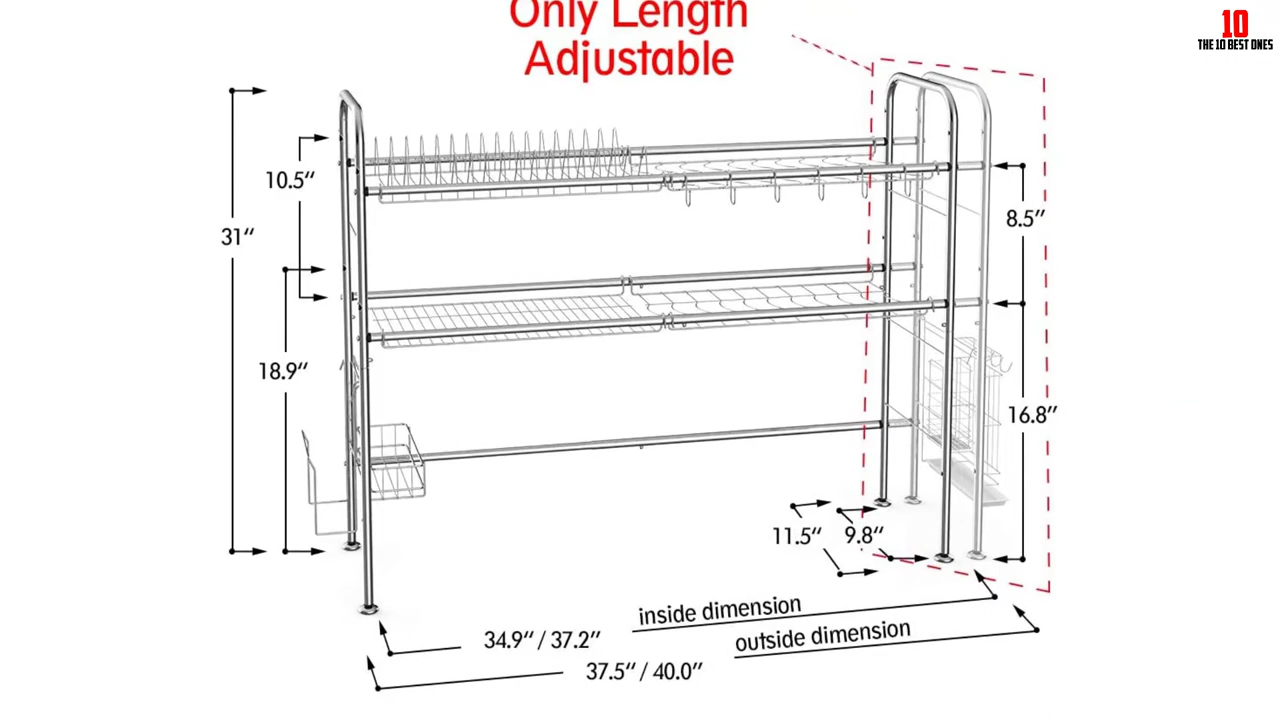 Only Length
Adjustable
10
THE 10 BEST ONES
10.5“
31“
8.5“
18.9“
16.8“
11.5“
9.8“
inside dimension
34.9“ / 37.2“
outside dimension
37.5“ / 40.0“